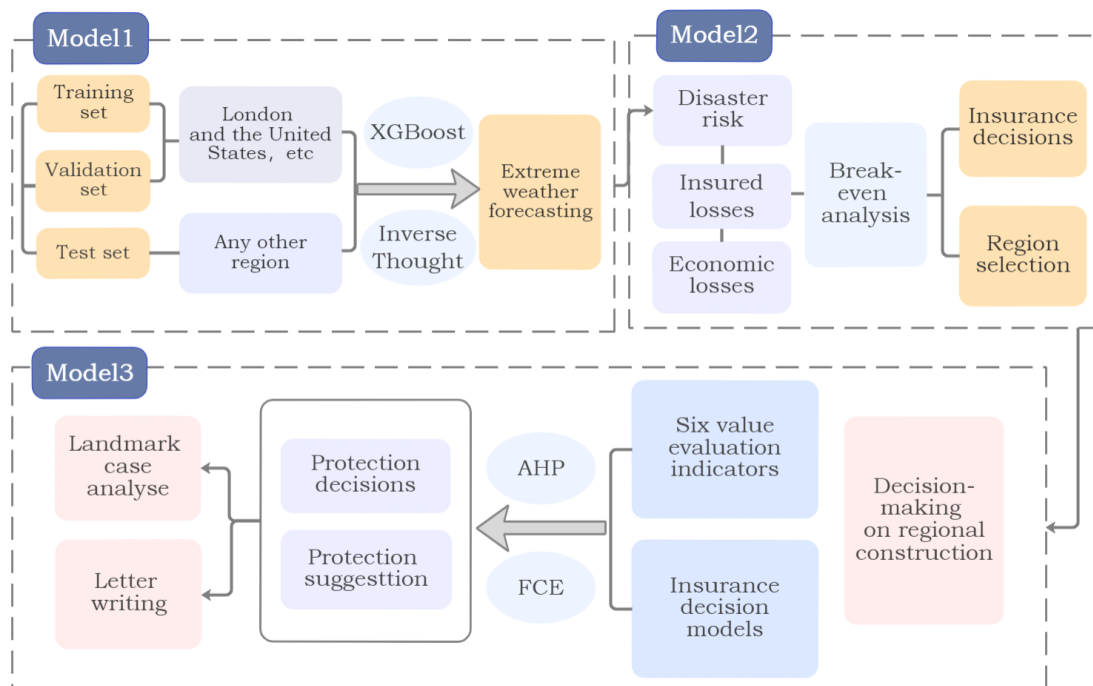 Model1
Training
set
Validation
set
Test set
London
and the United
States, etc
Any other
region
XGBoost
Inverse
Thought
Extreme
weather
forecasting
Model2
Disaster
risk
Insured
losses
Economic
losses
Break-
even
analysis
Insurance
decisions
Region
selection
Model3
Landmark
case
analyse
Letter
writing
Protection
decisions
Protection
suggesttion
AHP
FCE
Six value
evaluation
indicators
Insurance
decision
models
Decision-
making
on regional
construction